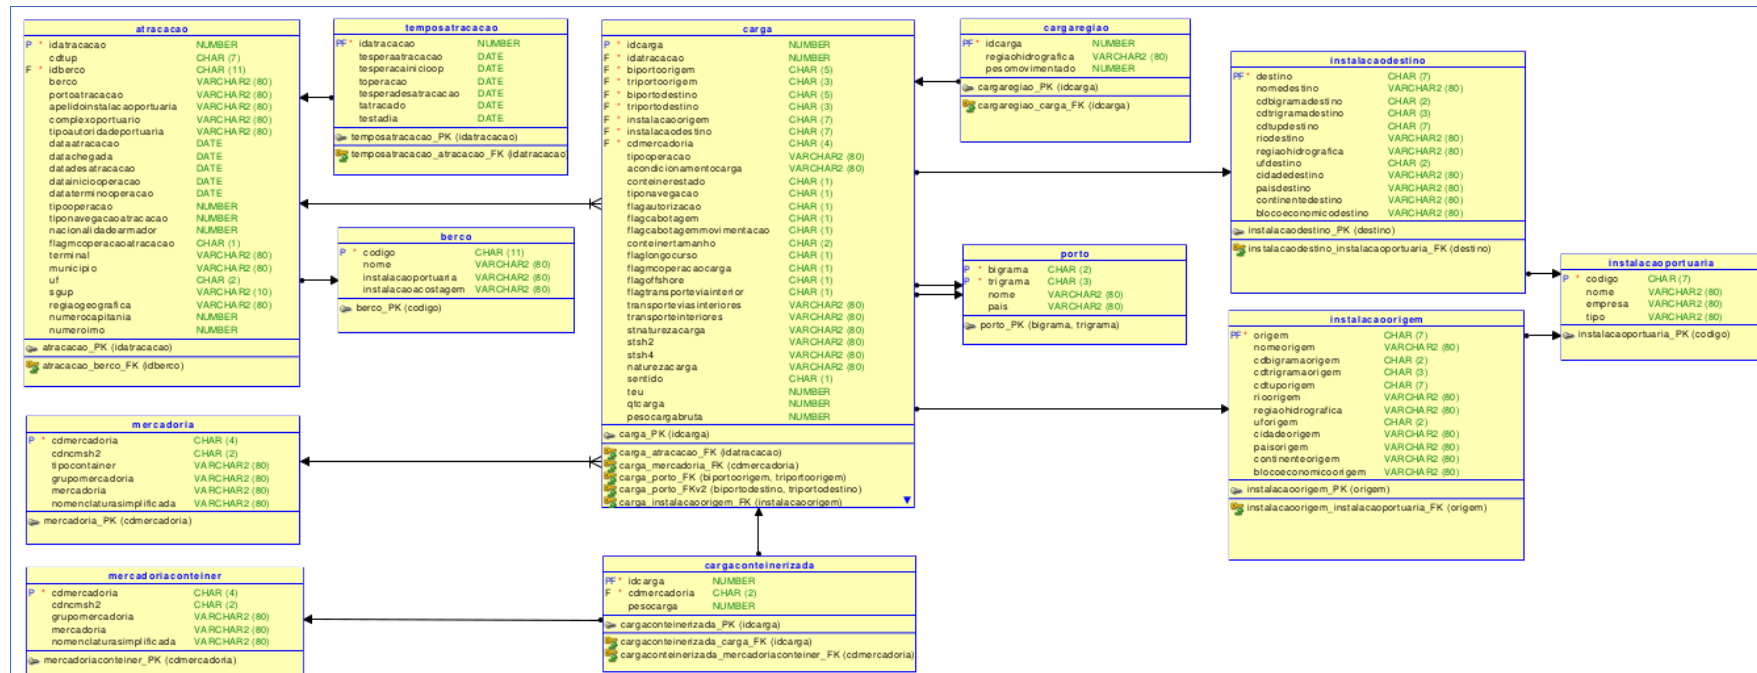 atracacao
P * idatracacao NUMBER
cdtup CHAR (7)
F * idberco CHAR (11)
berco VARCHAR2 (80)
portoatracacao VARCHAR2 (80)
apelidoinstalacaoportuaria VARCHAR2 (80)
complexoportuario VARCHAR2 (80)
tipoautoridadeportuaria VARCHAR2 (80)
dataatracacao DATE
datachegada DATE
datadesatracacao DATE
datainiciooperacao DATE
dataterminooperacao DATE
tipooperacao NUMBER
tiponavegacaoatracacao NUMBER
nacionalidadearmador NUMBER
flagmcoperacaoatracacao CHAR (1)
terminal VARCHAR2 (80)
municipio VARCHAR2 (80)
uf CHAR (2)
sgup VARCHAR2 (10)
regiaogeografica VARCHAR2 (80)
numerocapitania NUMBER
numeroimo NUMBER
atracacao_PK (idatracacao)
atracacao_berco_FK (idberco)
temposatracacao
PF * idatracacao NUMBER
tesperaatracacao DATE
tesperacainicioop DATE
toperacao DATE
tesperadesatracacao DATE
tatracado DATE
testadia DATE
temposatracacao_PK (idatracacao)
temposatracacao_atracacao_FK (idatracacao)
berco
P * codigo CHAR (11)
nome VARCHAR2 (80)
instalacaoportuaria VARCHAR2 (80)
instalacaoacostagem VARCHAR2 (80)
berco_PK (codigo)
mercadoria
P * cdmercadoria CHAR (4)
cdncmsh2 CHAR (2)
tipocontainer VARCHAR2 (80)
grupomercadoria VARCHAR2 (80)
mercadoria VARCHAR2 (80)
nomenclaturasimplificada VARCHAR2 (80)
mercadoria_PK (cdmercadoria)
mercadoriaconteiner
P * cdmercadoria CHAR (4)
cdncmsh2 CHAR (2)
grupomercadoria VARCHAR2 (80)
mercadoria VARCHAR2 (80)
nomenclaturasimplificada VARCHAR2 (80)
mercadoriaconteiner_PK (cdmercadoria)
carga
P * idcarga NUMBER
F * idatracacao NUMBER
F * biportoorigem CHAR (5)
F * triportoorigem CHAR (3)
F * biportodestino CHAR (5)
F * triportodestino CHAR (3)
F * instalacaoorigem CHAR (7)
F * instalacaodestino CHAR (7)
F * cdmercadoria CHAR (4)
tipooperacao VARCHAR2 (80)
acondicionamentocarga VARCHAR2 (80)
conteinerestado CHAR (1)
tiponavegacao CHAR (1)
flagautorizacao CHAR (1)
flagcabotagem CHAR (1)
flagcabotagemmovimentacao CHAR (1)
conteinertamanho CHAR (2)
flaglongocurso CHAR (1)
flagmcoperacaocarga CHAR (1)
flagoffshore CHAR (1)
flagtransporteviainterior CHAR (1)
transporteviasinteriores VARCHAR2 (80)
transporteinteriores VARCHAR2 (80)
stnaturezacarga VARCHAR2 (80)
stsh2 VARCHAR2 (80)
stsh4 VARCHAR2 (80)
naturezacarga VARCHAR2 (80)
sentido CHAR (1)
teu NUMBER
qtcarga NUMBER
pesocargabruta NUMBER
carga_PK (idcarga)
carga_atracacao_FK (idatracacao)
carga_mercadoria_FK (cdmercadoria)
carga_porto_FK (biportoorigem, triportoorigem)
carga_porto_FKv2 (biportodestino, triportodestino)
carga_instalacaoorigem_FK (instalacaoorigem)
cargaconteinerizada
PF * idcarga NUMBER
F * cdmercadoria CHAR (2)
pesocarga NUMBER
cargaconteinerizada_PK (idcarga)
cargaconteinerizada_carga_FK (idcarga)
cargaconteinerizada_mercadoriaconteiner_FK (cdmercadoria)
cargaregiao
PF * idcarga NUMBER
regiaohidrografica VARCHAR2 (80)
pesomovimentado NUMBER
cargaregiao_PK (idcarga)
cargaregiao_carga_FK (idcarga)
porto
P * bigrama CHAR (2)
P * trigrama CHAR (3)
nome VARCHAR2 (80)
pais VARCHAR2 (80)
porto_PK (bigrama, trigrama)
instalacaodestino
PF * destino CHAR (7)
nomedestino VARCHAR2 (80)
cdbigramadestino CHAR (2)
cdtrigramadestino CHAR (3)
cdtupdestino CHAR (7)
riodestino VARCHAR2 (80)
regiaohidrografica VARCHAR2 (80)
ufdestino CHAR (2)
cidadedestino VARCHAR2 (80)
paisdestino VARCHAR2 (80)
continentedestino VARCHAR2 (80)
blocoeconomicodestino VARCHAR2 (80)
instalacaodestino_PK (destino)
instalacaodestino_instalacaoportuaria_FK (destino)
instalacaoorigem
PF * origem CHAR (7)
nomeorigem VARCHAR2 (80)
cdbigramaorigem CHAR (2)
cdtrigramaorigem CHAR (3)
cdtuporigem CHAR (7)
rioorigem VARCHAR2 (80)
regiaohidrografica VARCHAR2 (80)
uforigem CHAR (2)
cidadeorigem VARCHAR2 (80)
paisorigem VARCHAR2 (80)
continenteorigem VARCHAR2 (80)
blocoeconomicoorigem VARCHAR2 (80)
instalacaoorigem_PK (origem)
instalacaoorigem_instalacaoportuaria_FK (origem)
instalacaoportuaria
P * codigo CHAR (7)
nome VARCHAR2 (80)
empresa VARCHAR2 (80)
tipo VARCHAR2 (80)
instalacaoportuaria_PK (codigo)